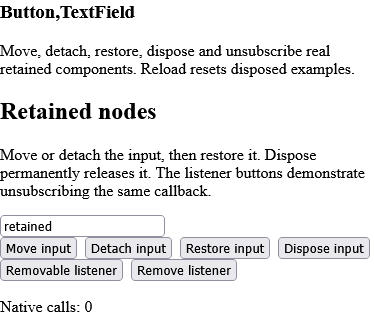 Button,TextField
Move, detach, restore, dispose and unsubscribe real
retained components. Reload resets disposed examples.
Retained nodes
Move or detach the input, then restore it. Dispose
permanently releases it. The listener buttons demonstrate
unsubscribing the same callback.
retained
Move input Detach input Restore input Dispose input
Removable listener Remove listener
Native calls: 0